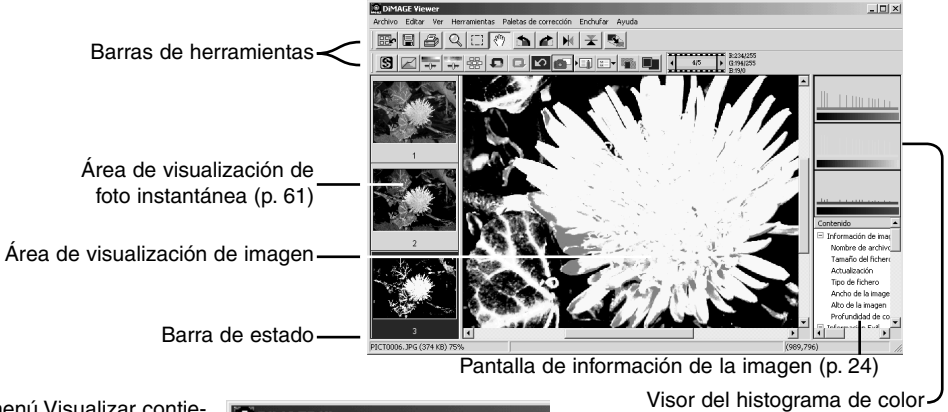 DiMAGE Viewer
Archivo Editar Ver Herramientas Paletas de corrección Enchufar Ayuda
Barras de herramientas
4/5
R:234/255
G:194/255
B:19/0
1
Área de visualización de
foto instantánea (p. 61)
2
Contenido
Información de imag
Nombre de archivo
Tamaño del fichero
Actualización
Tipo de fichero
Ancho de la image
Alto de la imagen
Profundidad de co
Información Exif
Área de visualización de imagen
3
Barra de estado
PICT0006.JPG (374 KB) 75%
(989,796)
Pantalla de información de la imagen (p. 24)
Visor del histograma de color
menú Visualizar contie-